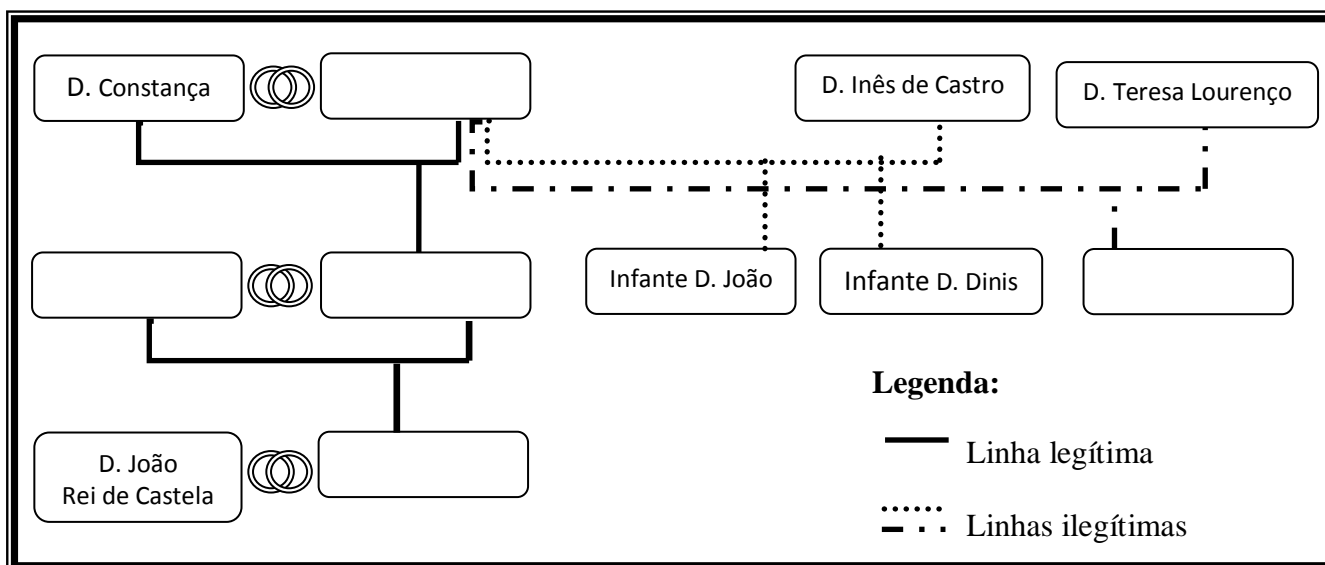 D. Constança
D. Inês de Castro
D. Teresa Lourenço
Infante D. João
Infante D. Dinis
Legenda:
Linha legítima
D. João
Rei de Castela
Linhas ilegítimas